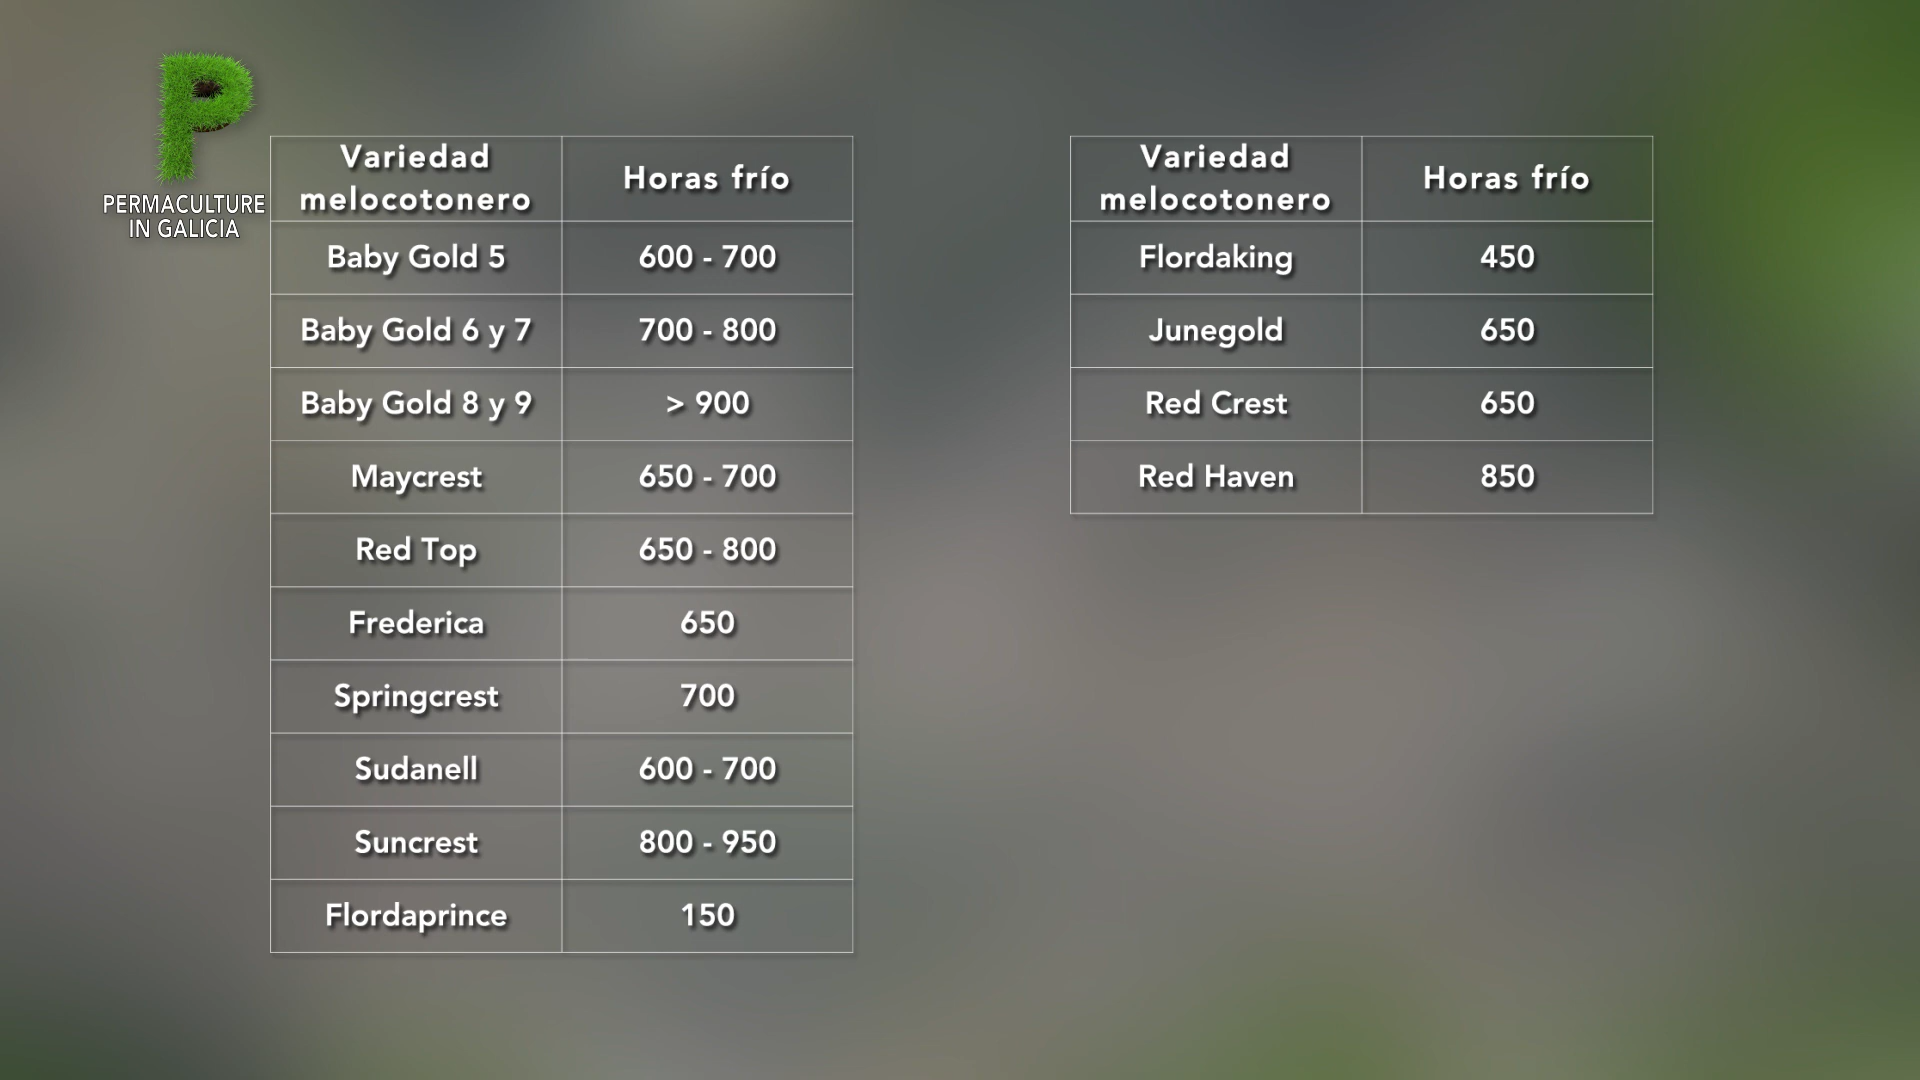 PERMACULTURE
IN GALICIA
Variedad
melocotonero
Horas frío
Baby Gold 5
600 - 700
Baby Gold 6 y 7
700 - 800
Baby Gold 8 y 9
> 900
Maycrest
650 - 700
Red Top
650 - 800
Frederica
650
Springcrest
700
Sudanell
600 - 700
Suncrest
800 - 950
Flordaprince
150
Variedad
melocotonero
Horas frío
Flordaking
450
Junegold
650
Red Crest
650
Red Haven
850